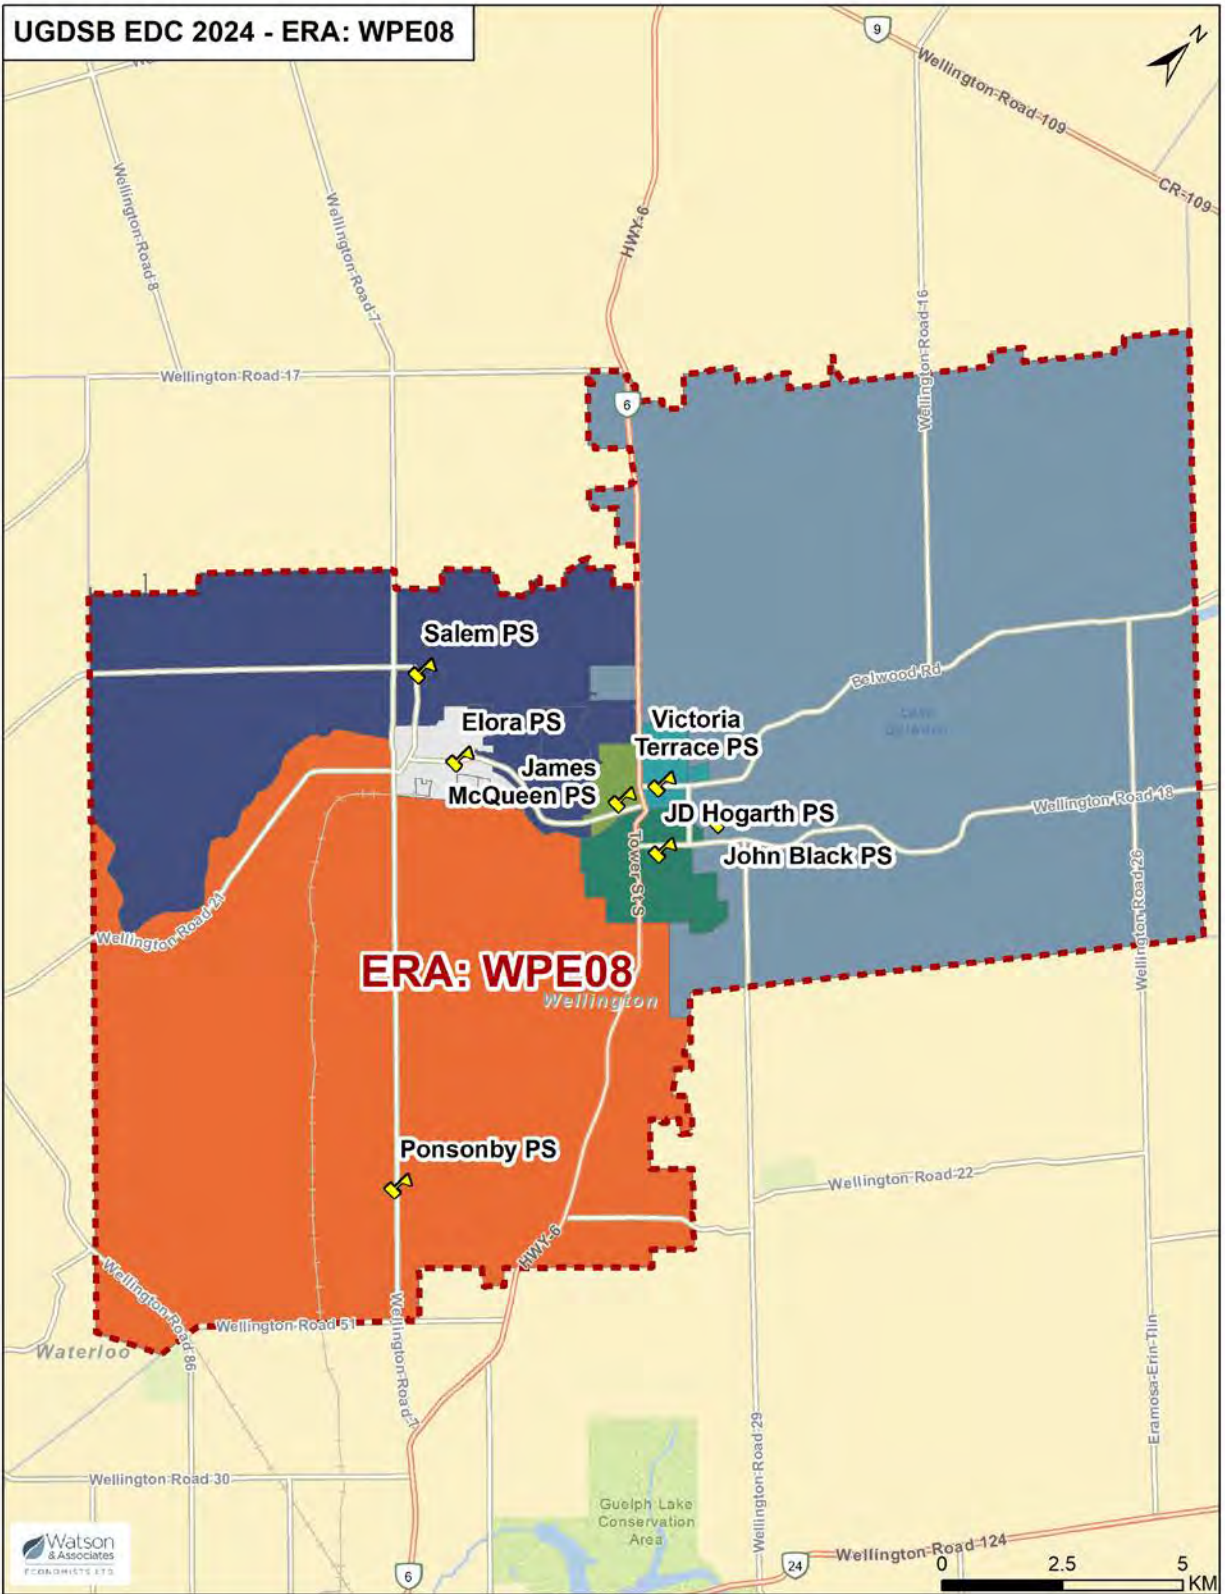 UGDSB EDC 2024 - ERA: WPE08
N
9
Wellington Road 109
CR-109
Wellington Road 8
Wellington Road 7
HWY-6
Wellington Road 16
Wellington Road 17
6
Salem PS
Belwood Rd
Elora PS
Victoria
Terrace PS
James
McQueen PS
JD Hogarth PS
Wellington Road 18
John Black PS
Tower St S
Wellington Road 26
Wellington Road 21
ERA: WPE08
Wellington
Ponsonby PS
Wellington Road 22
HWY-6
Wellington Road 86
Wellington Road 51
Waterloo
Wellington Road 7
Eramosa-Erin Tlin
Wellington Road 29
Wellington Road 30
Guelph Lake
Conservation
Area
Watson
& Associates
ECONOMISTS LTD.
6
24
Wellington Road 124
0 2.5 5
KM